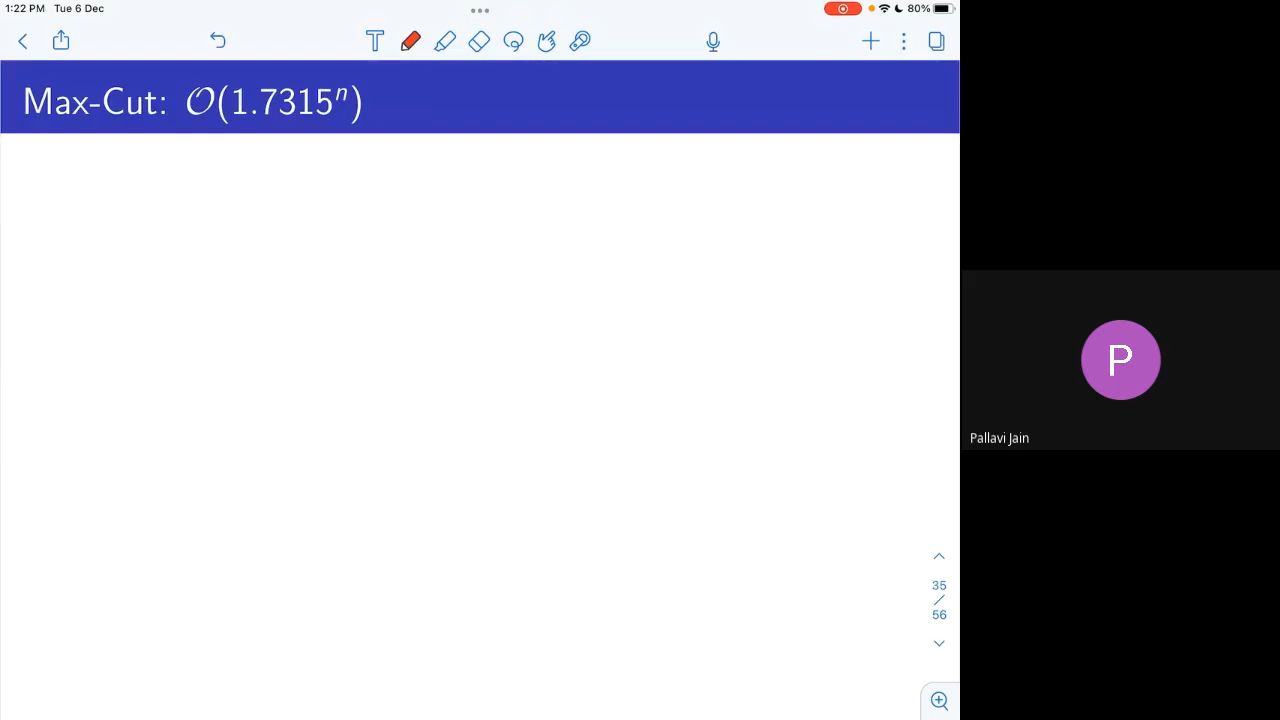 1:22 PM Tue 6 Dec
80%
T
Max-Cut: 𝒪(1.7315ⁿ)
P
Pallavi Jain
35
/
56